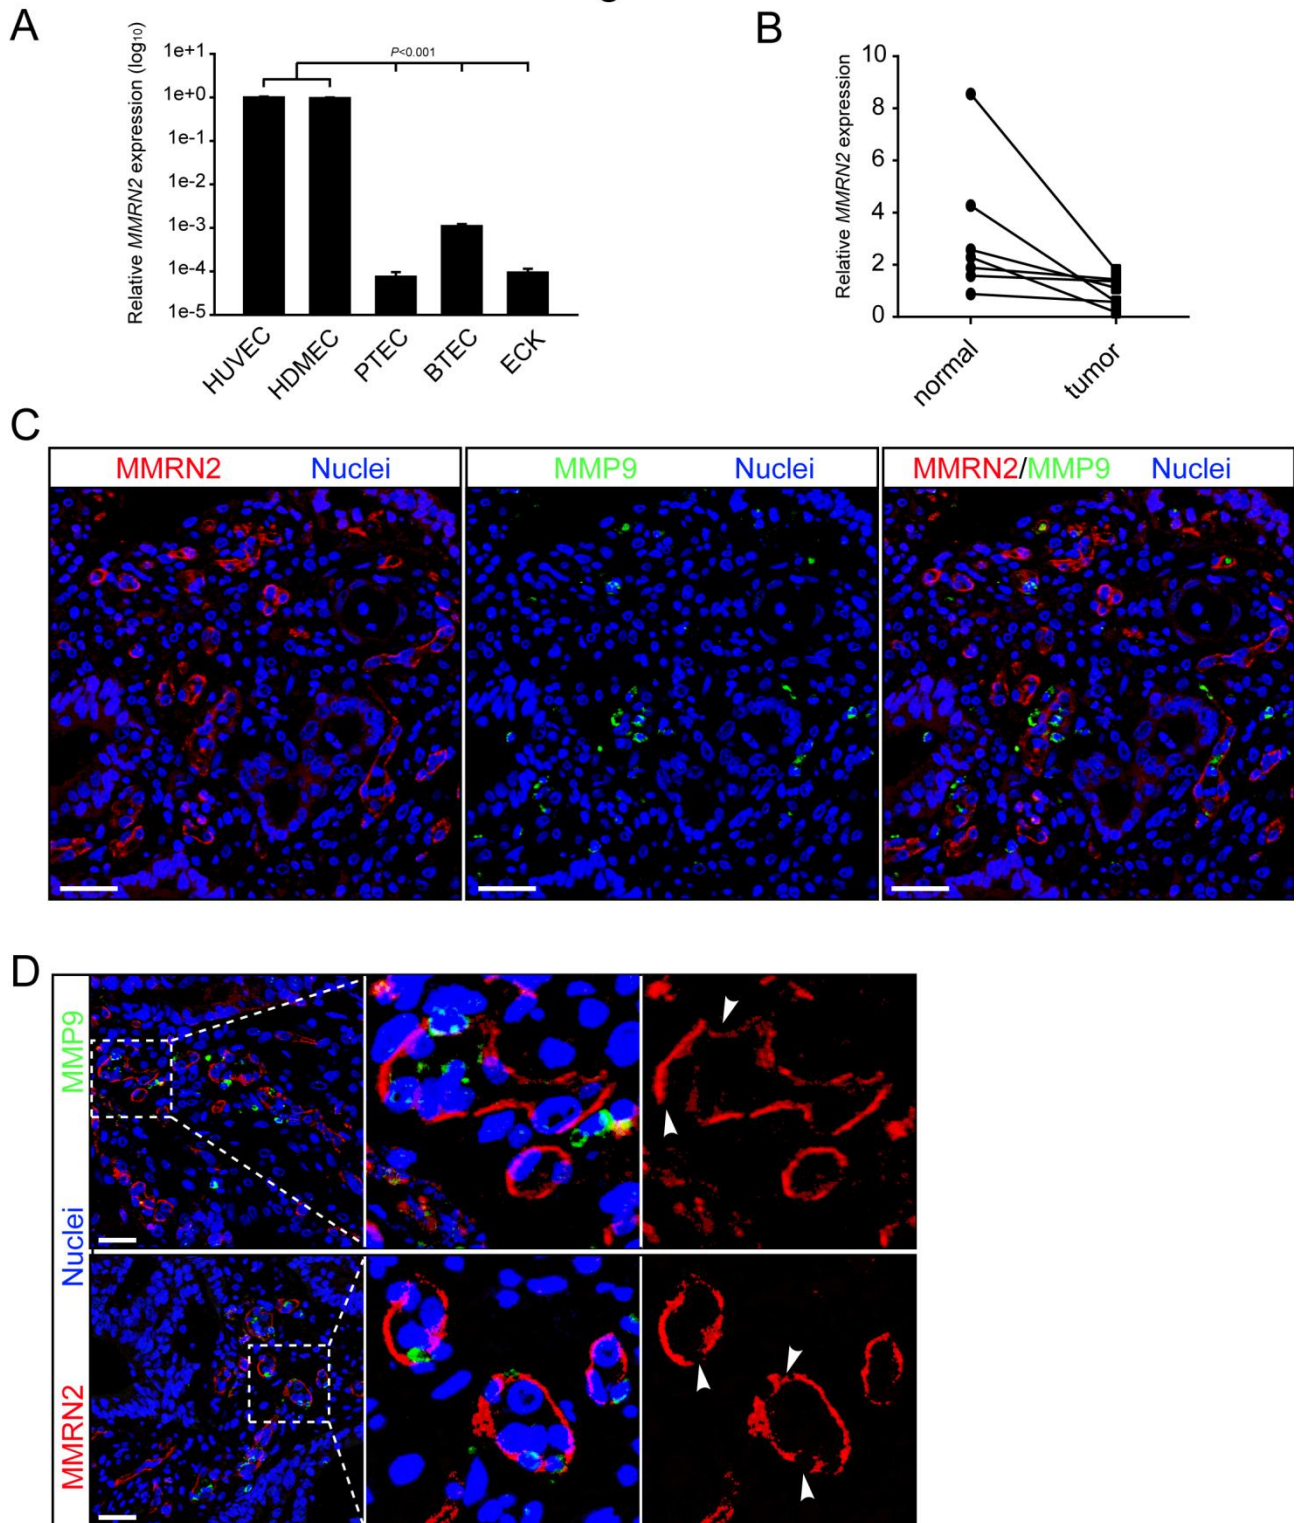 A
Relative MMRN2 expression (log10)
1e+1
1e+0
1e-1
1e-2
1e-3
1e-4
1e-5
P<0.001
HUVEC
HDMEC
PTEC
BTEC
ECK
B
Relative MMRN2 expression
10
8
6
4
2
0
normal
tumor
C
MMRN2 Nuclei
MMP9 Nuclei
MMRN2/MMP9 Nuclei
D
MMP9
Nuclei
MMRN2